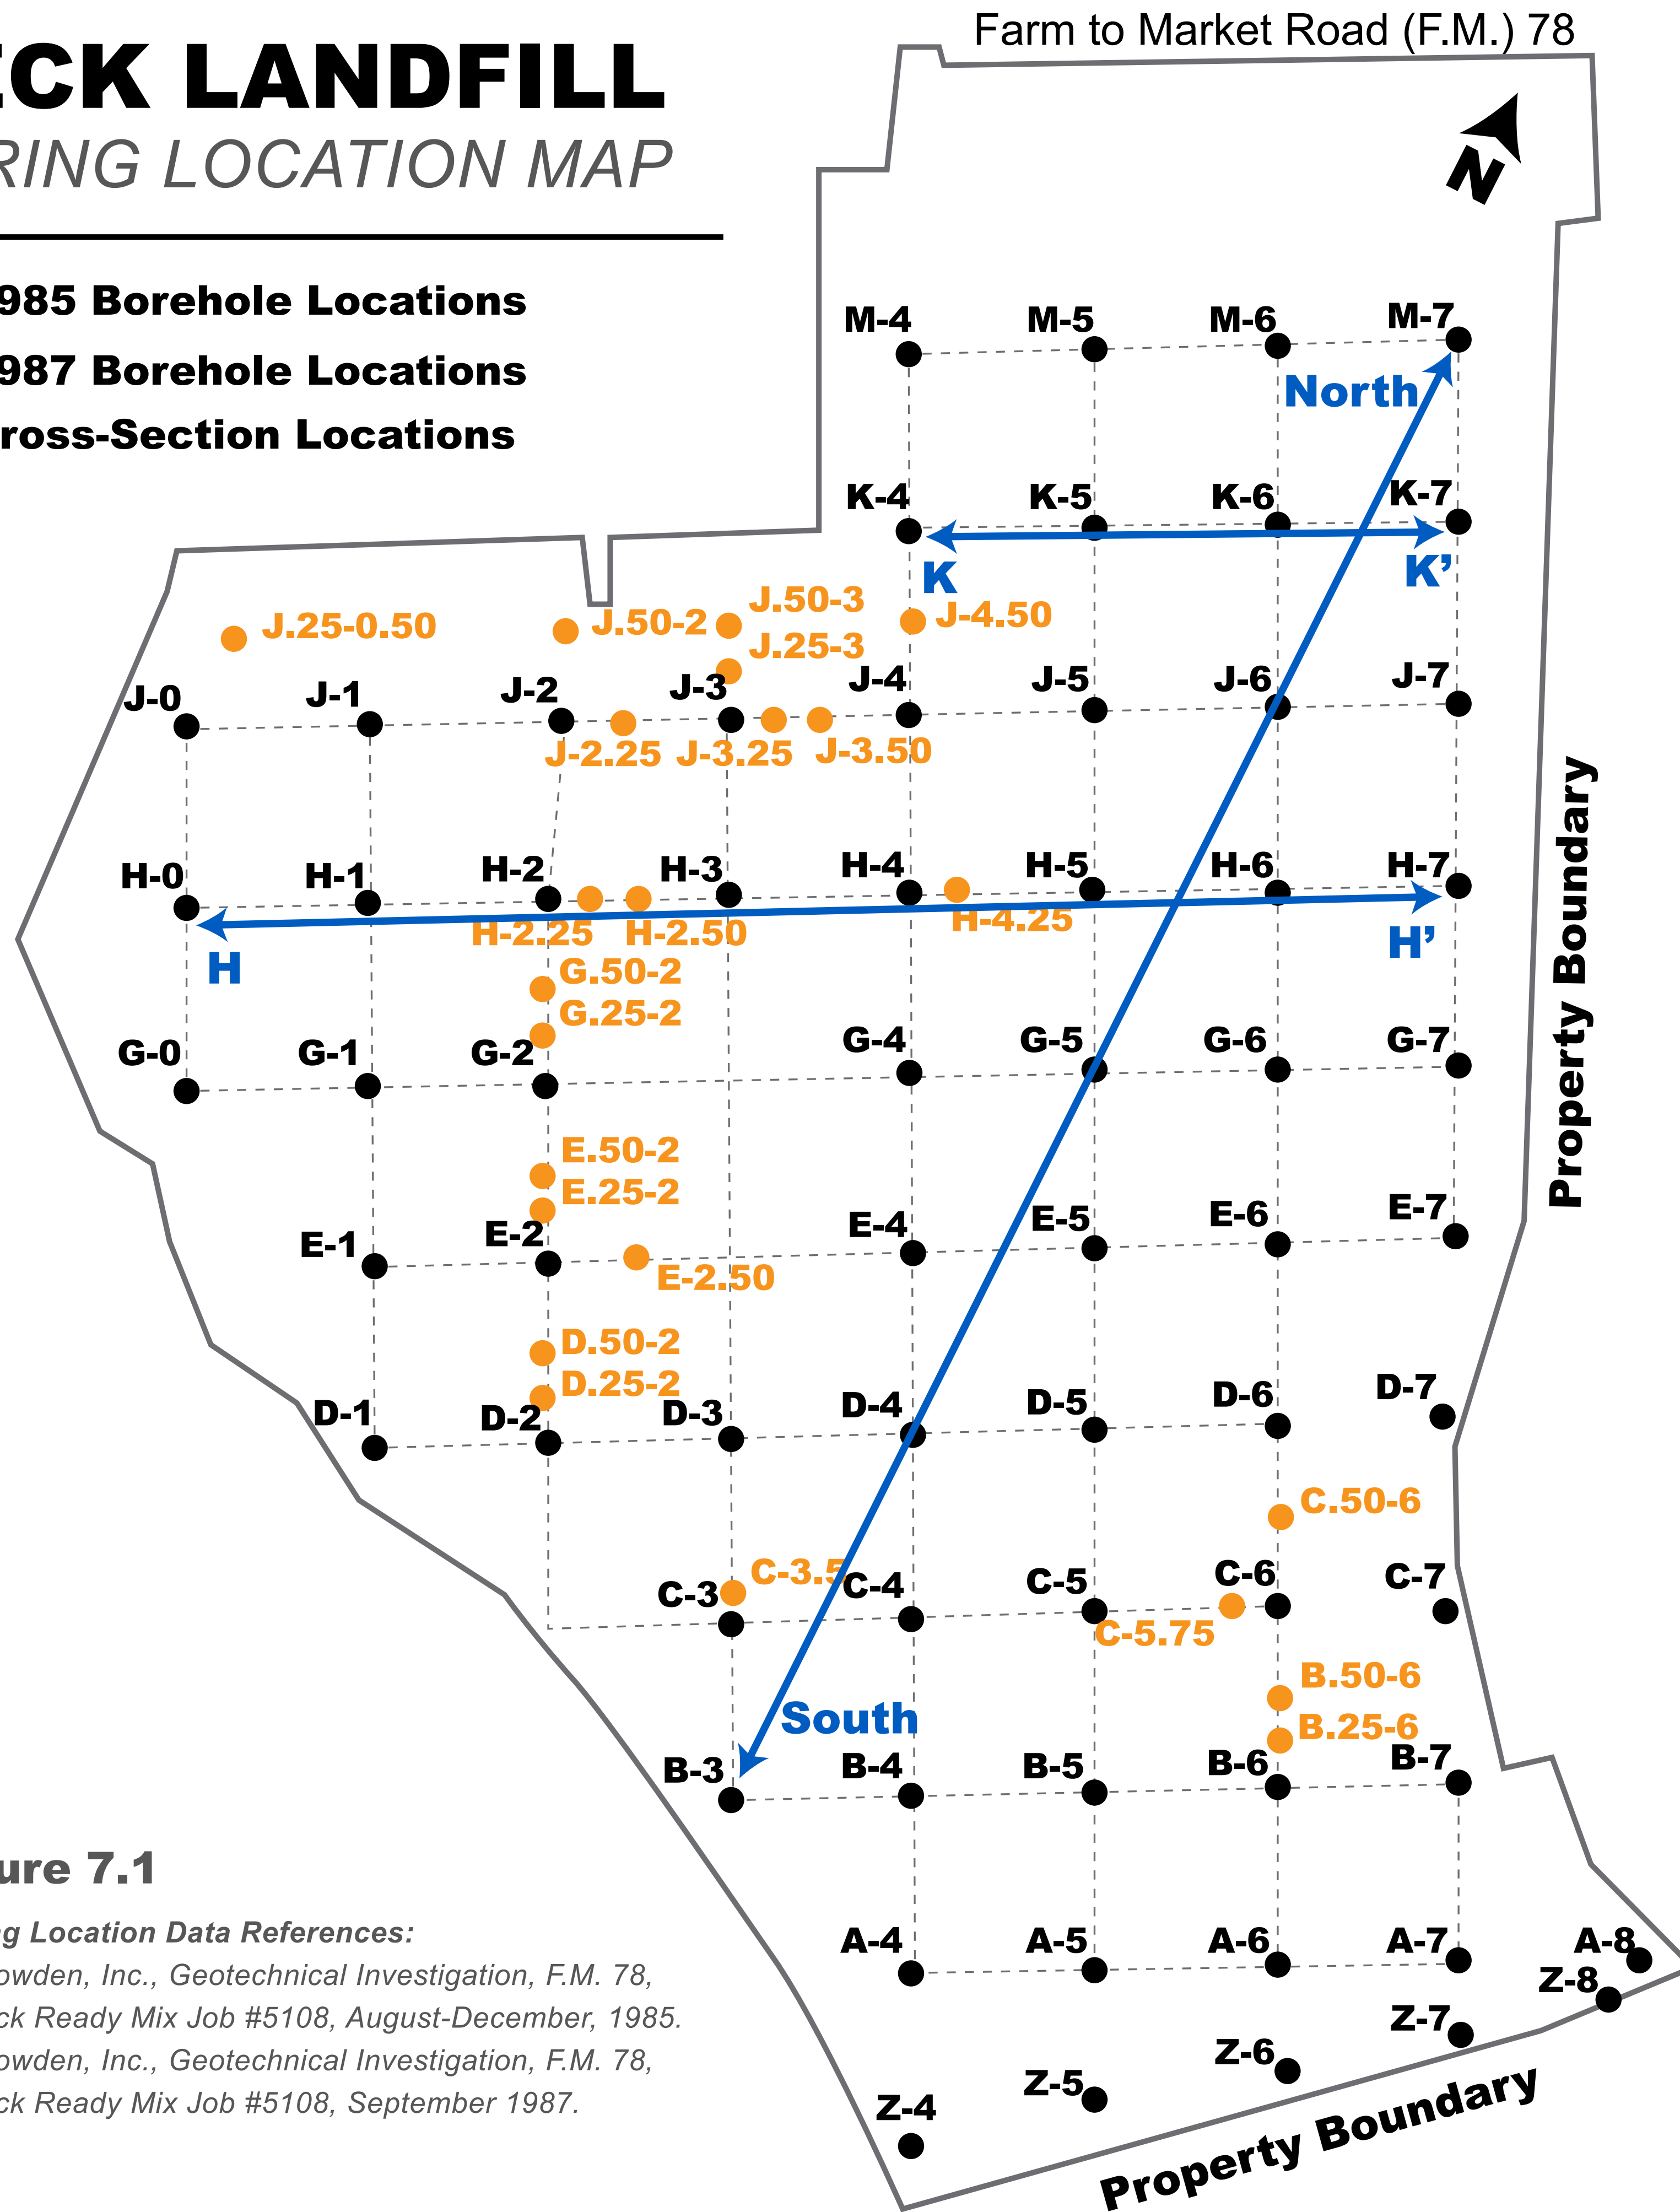 Farm to Market Road (F.M.) 78
ECK LANDFILL
RING LOCATION MAP
N
985 Borehole Locations
987 Borehole Locations
ross-Section Locations
M-4 M-5 M-6 M-7
North
K-4 K-5 K-6 K-7
K K’
J.25-0.50 J.50-2 J.50-3 J-4.50
J.25-3
J-0 J-1 J-2 J-3 J-4 J-5 J-6 J-7
J-2.25 J-3.25 J-3.50
H-0 H-1 H-2 H-3 H-4 H-5 H-6 H-7
H-2.25 H-2.50 H-4.25
H H’
G.50-2
G.25-2
G-0 G-1 G-2 G-4 G-5 G-6 G-7
Property Boundary
E.50-2
E.25-2
E-1 E-2 E-4 E-5 E-6 E-7
E-2.50
D.50-2
D.25-2
D-1 D-2 D-3 D-4 D-5 D-6 D-7
C.50-6
C-3.5
C-3 C-4 C-5 C-6 C-7
C-5.75
B.50-6
South
B.25-6
B-3 B-4 B-5 B-6 B-7
A-4 A-5 A-6 A-7 A-8
Z-8
Z-7
Z-6
Z-5
Z-4
Property Boundary
ure 7.1
g Location Data References:
owden, Inc., Geotechnical Investigation, F.M. 78,
ck Ready Mix Job #5108, August-December, 1985.
owden, Inc., Geotechnical Investigation, F.M. 78,
ck Ready Mix Job #5108, September 1987.